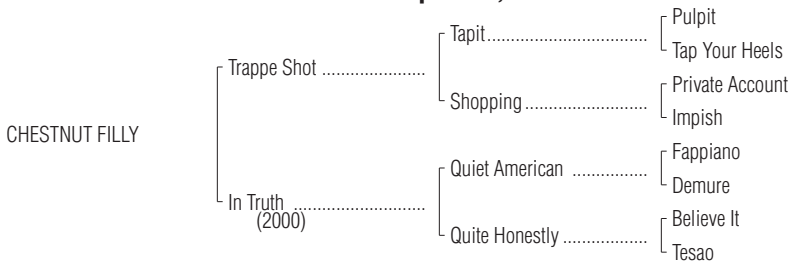 Pulpit
Tapit
Tap Your Heels
Trappe Shot
Private Account
Shopping
Impish
CHESTNUT FILLY
Fappiano
Quiet American
Demure
In Truth
(2000)
Believe It
Quite Honestly
Tesao